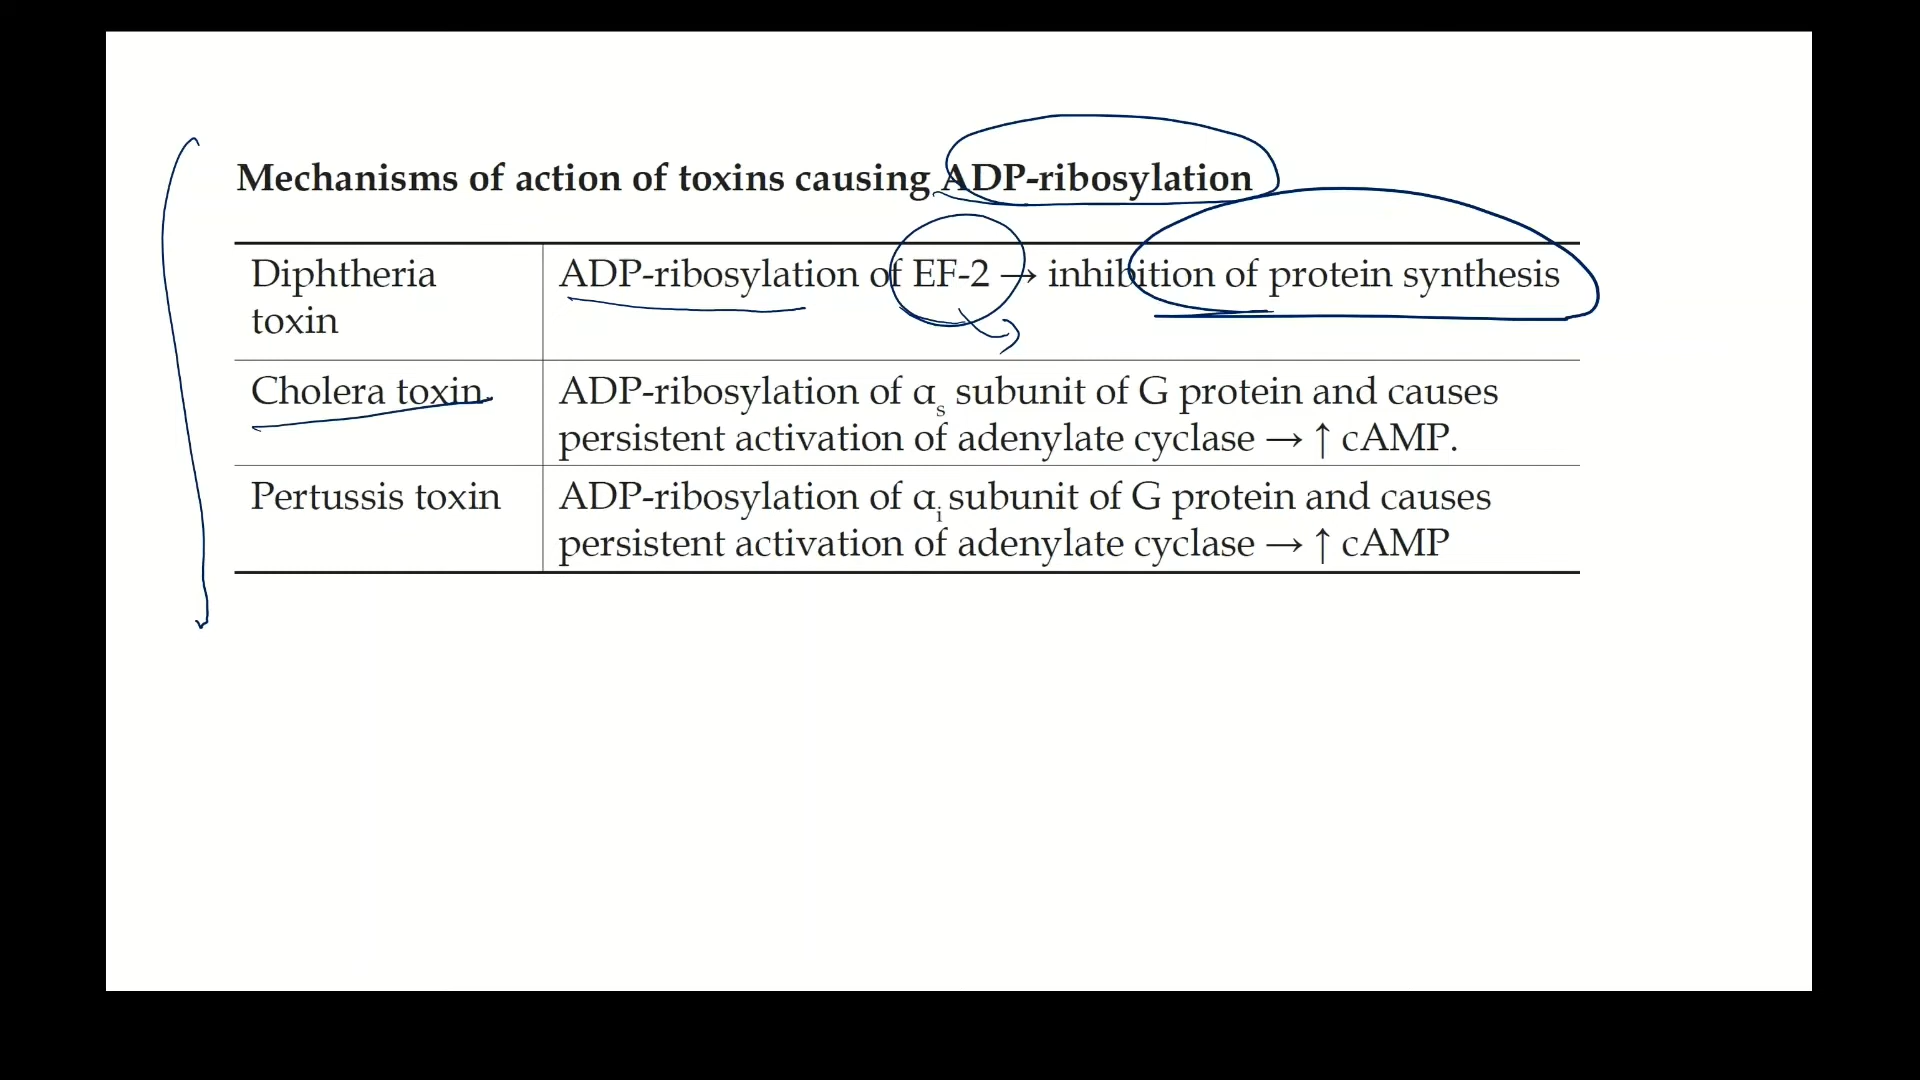 Mechanisms of action of toxins causing ADP-ribosylation
Diphtheria toxin
ADP-ribosylation of EF-2 → inhibition of protein synthesis
Cholera toxin
ADP-ribosylation of αs subunit of G protein and causes
persistent activation of adenylate cyclase → ↑ cAMP.
Pertussis toxin
ADP-ribosylation of αi subunit of G protein and causes
persistent activation of adenylate cyclase → ↑ cAMP